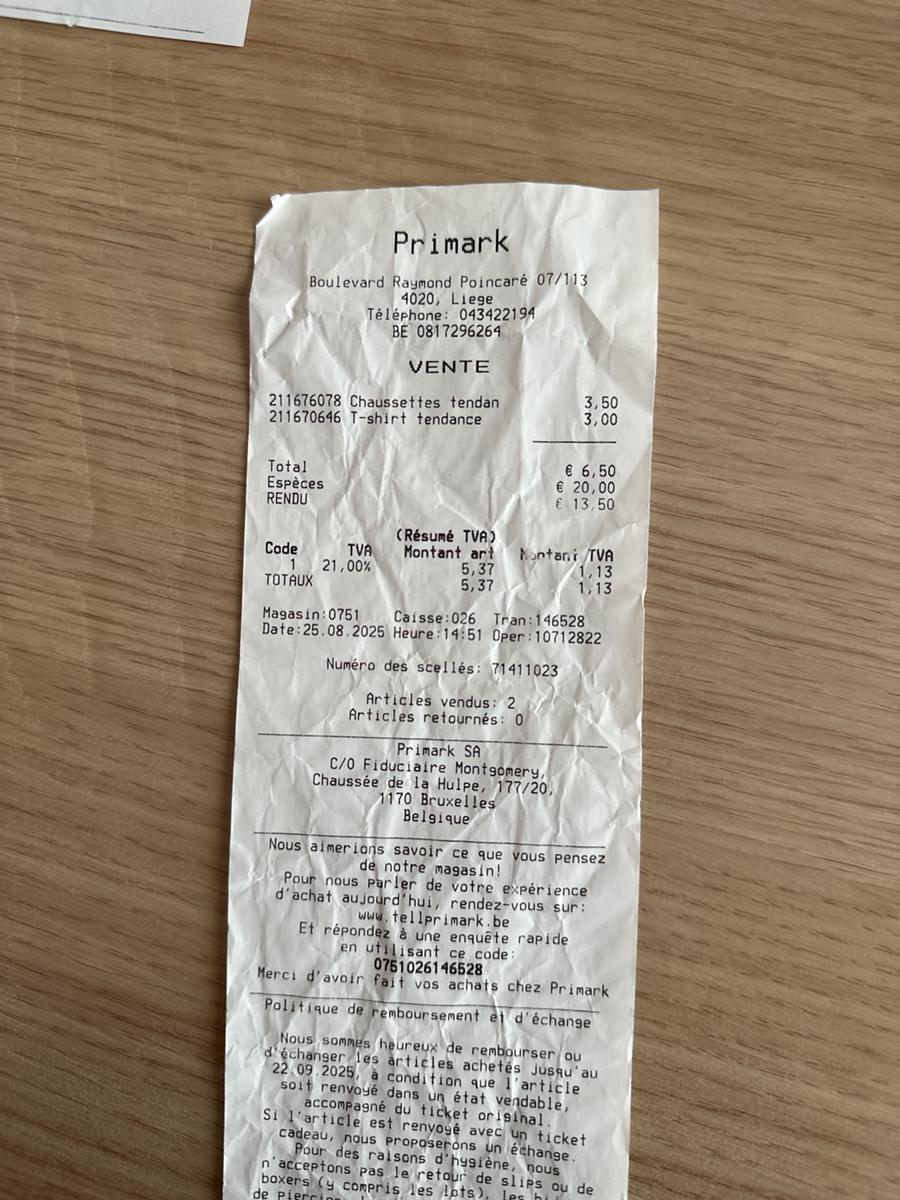 Primark
Boulevard Raymond Poincaré 07/113
4020, Liege
Téléphone: 043422194
BE 0817296264
VENTE
211676078 Chaussettes tendan 3,50
211670646 T-shirt tendance 3,00
Total € 6,50
Espèces € 20,00
RENDU € 13,50
(Résumé TVA)
Code TVA Montant art Montant TVA
1 21,00% 5,37 1,13
TOTAUX 5,37 1,13
Magasin:0751 Caisse:026 Tran:146528
Date:25.08.2025 Heure:14:51 Oper:10712822
Numéro des scellés: 71411023
Articles vendus: 2
Articles retournés: 0
Primark SA
C/O Fiduciaire Montgomery,
Chaussée de la Hulpe, 177/20,
1170 Bruxelles
Belgique
Nous aimerions savoir ce que vous pensez
de notre magasin!
Pour nous parler de votre expérience
d'achat aujourd'hui, rendez-vous sur:
www.tellprimark.be
Et répondez à une enquête rapide
en utilisant ce code:
0751026146528
Merci d'avoir fait vos achats chez Primark
Politique de remboursement et d'échange
Nous sommes heureux de rembourser ou
d'échanger les articles achetés jusqu'au
22.09.2025, à condition que l'article
soit renvoyé dans un état vendable,
accompagné du ticket original.
Si l'article est renvoyé avec un ticket
cadeau, nous proposerons un échange.
Pour des raisons d'hygiène, nous
n'acceptons pas le retour de slips ou de
boxers (y compris les lots), les
de